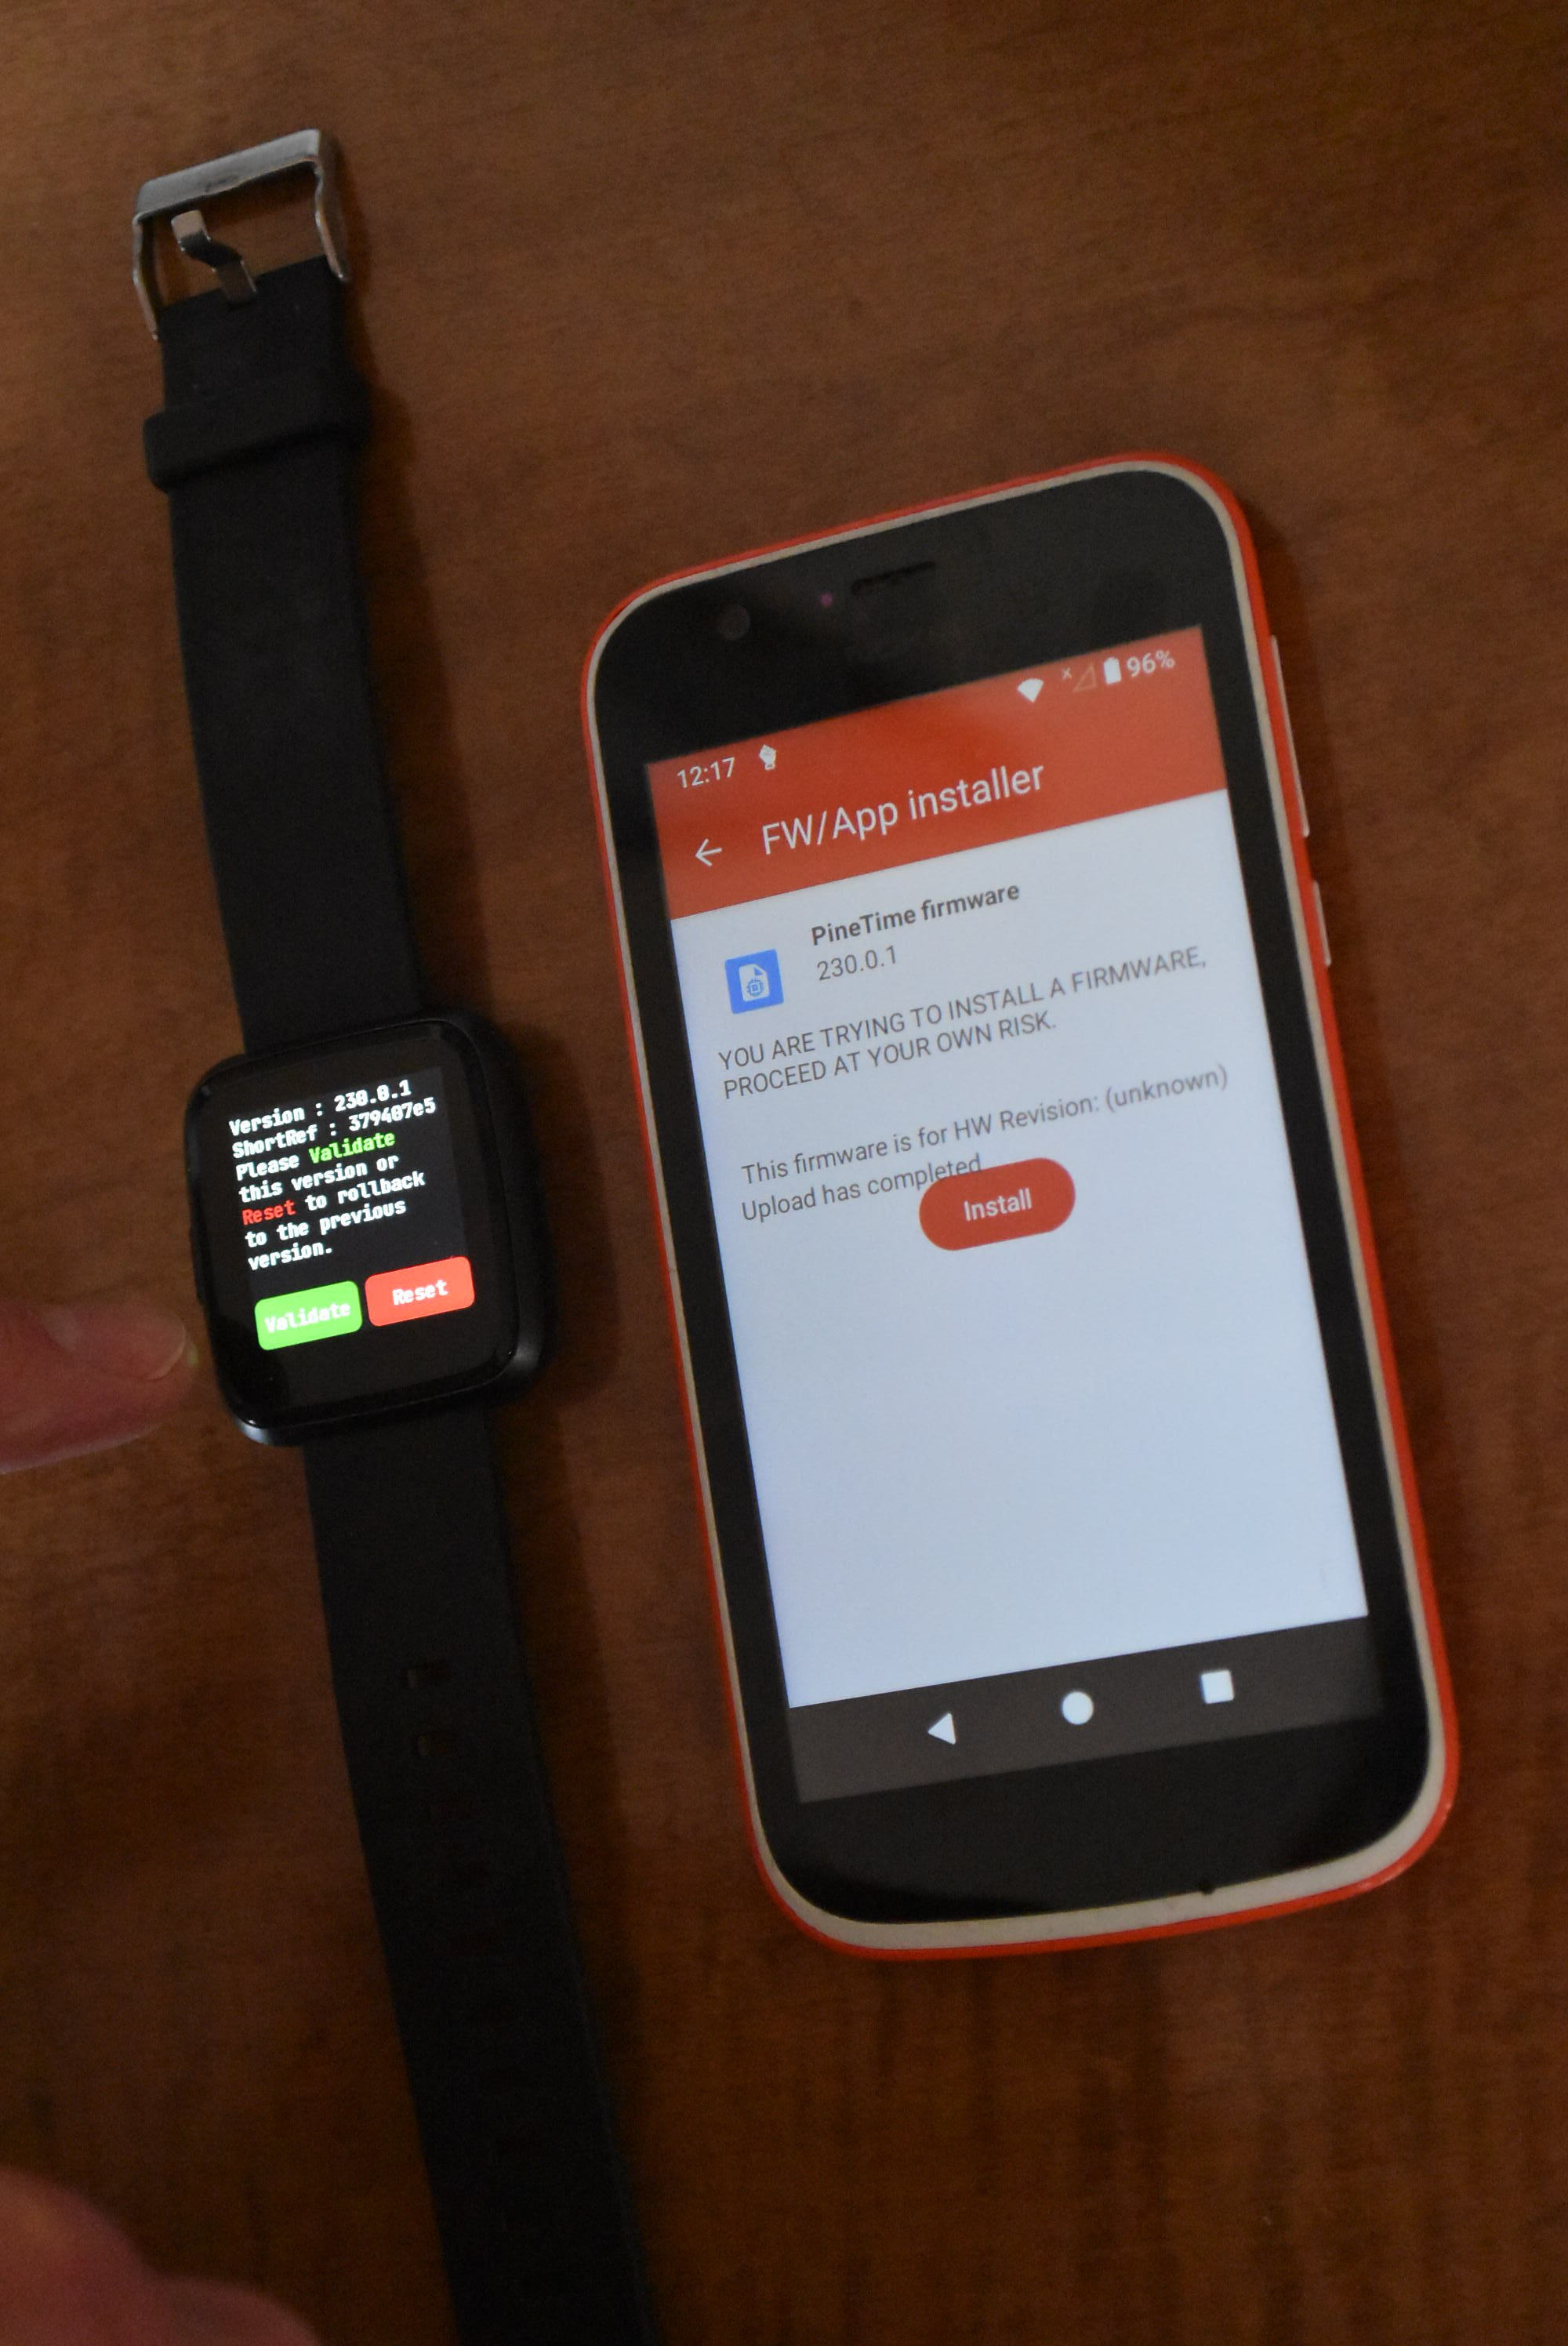 Version : 230.0.1
ShortRef : 379407e5
Please Validate
this version or
Reset to rollback
to the previous
version.
Validate
Reset
12:17
96%
FW/App installer
PineTime firmware
230.0.1
YOU ARE TRYING TO INSTALL A FIRMWARE,
PROCEED AT YOUR OWN RISK.
This firmware is for HW Revision: (unknown)
Upload has completed
Install